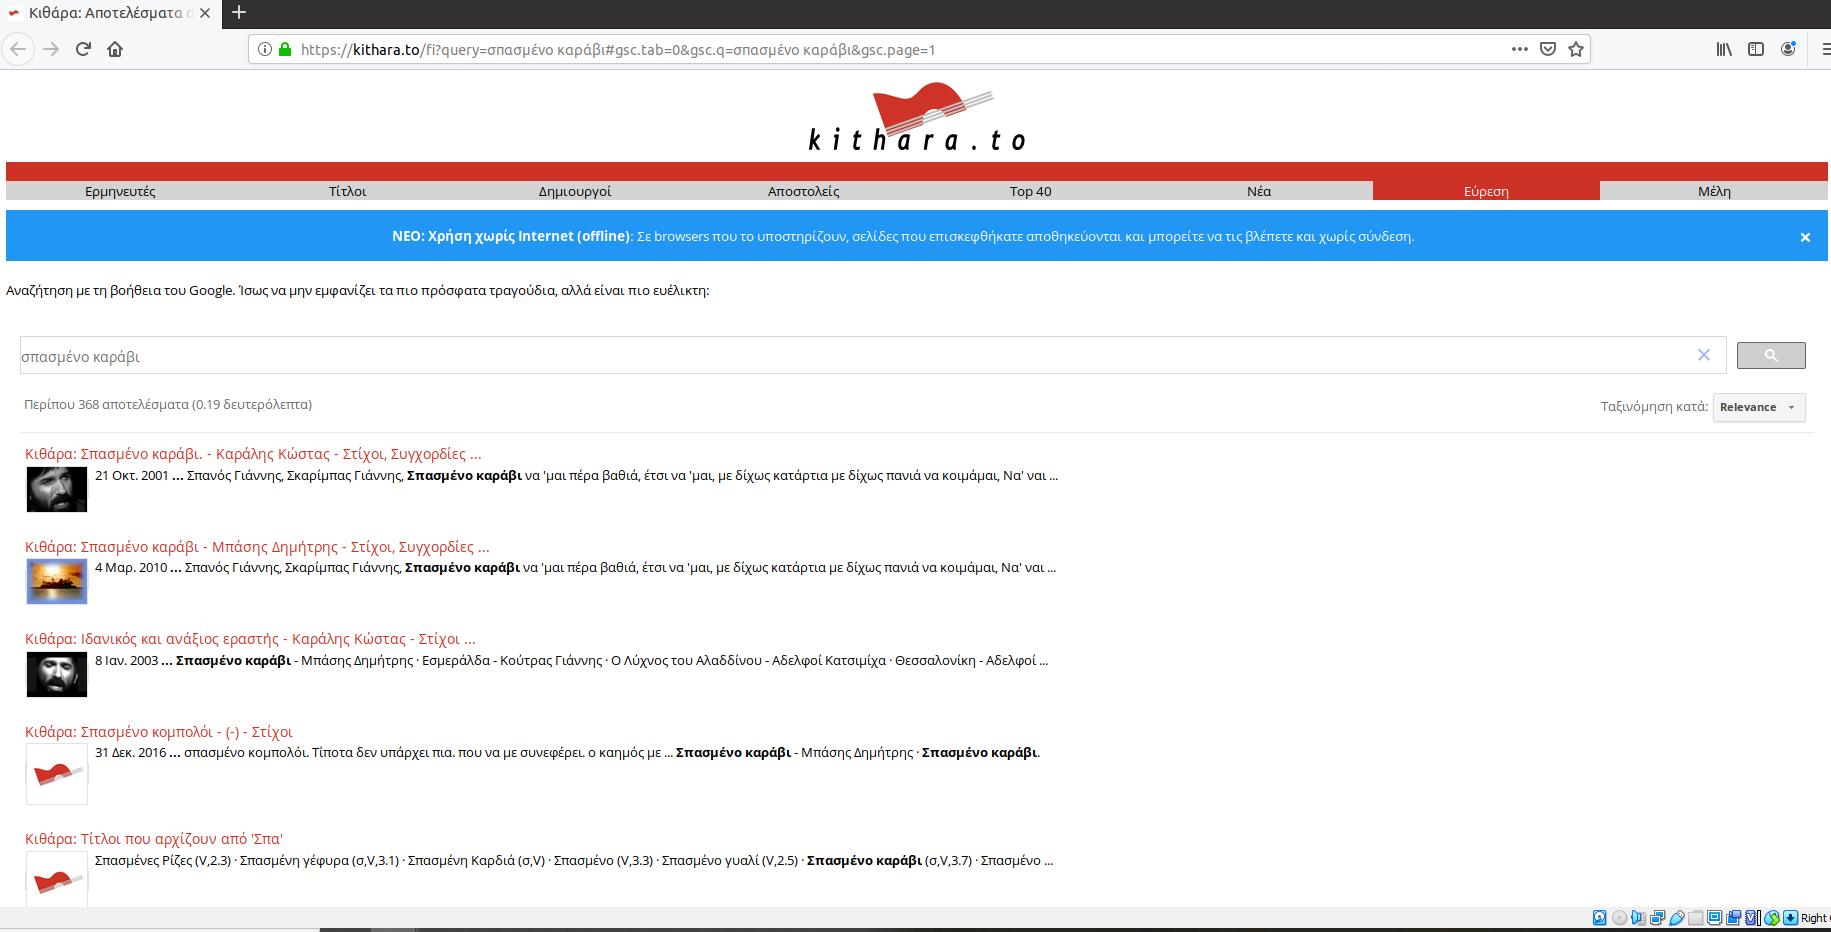 Κιθάρα: Αποτελέσματα α
https://kithara.to/fi?query=σπασμένο καράβι#gsc.tab=0&gsc.q=σπασμένο καράβι&gsc.page=1
kithara.to
Ερμηνευτές Τίτλοι Δημιουργοί Αποστολείς Top 40 Νέα Εύρεση Μέλη
ΝΕΟ: Χρήση χωρίς Internet (offline): Σε browsers που το υποστηρίζουν, σελίδες που επισκεφθήκατε αποθηκεύονται και μπορείτε να τις βλέπετε και χωρίς σύνδεση. ×
Αναζήτηση με τη βοήθεια του Google. Ίσως να μην εμφανίζει τα πιο πρόσφατα τραγούδια, αλλά είναι πιο ευέλικτη:
σπασμένο καράβι
Περίπου 368 αποτελέσματα (0.19 δευτερόλεπτα)
Ταξινόμηση κατά: Relevance
Κιθάρα: Σπασμένο καράβι. - Καράλης Κώστας - Στίχοι, Συγχορδίες ...
21 Οκτ. 2001 ... Σπανός Γιάννης, Σκαρίμπας Γιάννης, Σπασμένο καράβι να 'μαι πέρα βαθιά, έτσι να 'μαι, με δίχως κατάρτια με δίχως πανιά να κοιμάμαι, Να' ναι ...
Κιθάρα: Σπασμένο καράβι - Μπάσης Δημήτρης - Στίχοι, Συγχορδίες ...
4 Μαρ. 2010 ... Σπανός Γιάννης, Σκαρίμπας Γιάννης, Σπασμένο καράβι να 'μαι πέρα βαθιά, έτσι να 'μαι, με δίχως κατάρτια με δίχως πανιά να κοιμάμαι, Να' ναι ...
Κιθάρα: Ιδανικός και ανάξιος εραστής - Καράλης Κώστας - Στίχοι ...
8 Ιαν. 2003 ... Σπασμένο καράβι - Μπάσης Δημήτρης · Εσμεράλδα - Κούτρας Γιάννης · Ο Λύχνος του Αλαδδίνου - Αδελφοί Κατσιμίχα · Θεσσαλονίκη - Αδελφοί ...
Κιθάρα: Σπασμένο κομπολόι - (-) - Στίχοι
31 Δεκ. 2016 ... σπασμένο κομπολόι. Τίποτα δεν υπάρχει πια. που να με συνεφέρει. ο καημός με ... Σπασμένο καράβι - Μπάσης Δημήτρης · Σπασμένο καράβι.
Κιθάρα: Τίτλοι που αρχίζουν από 'Σπα'
Σπασμένες Ρίζες (V,2.3) · Σπασμένη γέφυρα (σ,V,3.1) · Σπασμένη Καρδιά (σ,V) · Σπασμένο (V,3.3) · Σπασμένο γυαλί (V,2.5) · Σπασμένο καράβι (σ,V,3.7) · Σπασμένο ...
Right